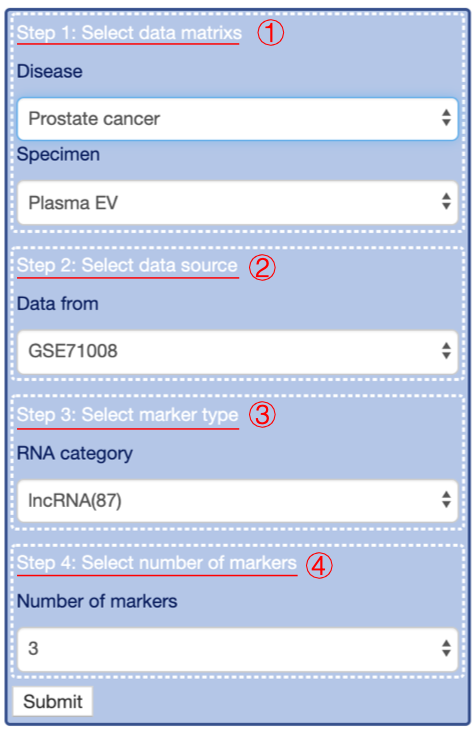 Step 1: Select data matrixs ①
Disease
Prostate cancer
Specimen
Plasma EV
Step 2: Select data source ②
Data from
GSE71008
Step 3: Select marker type ③
RNA category
lncRNA(87)
Step 4: Select number of markers ④
Number of markers
3
Submit